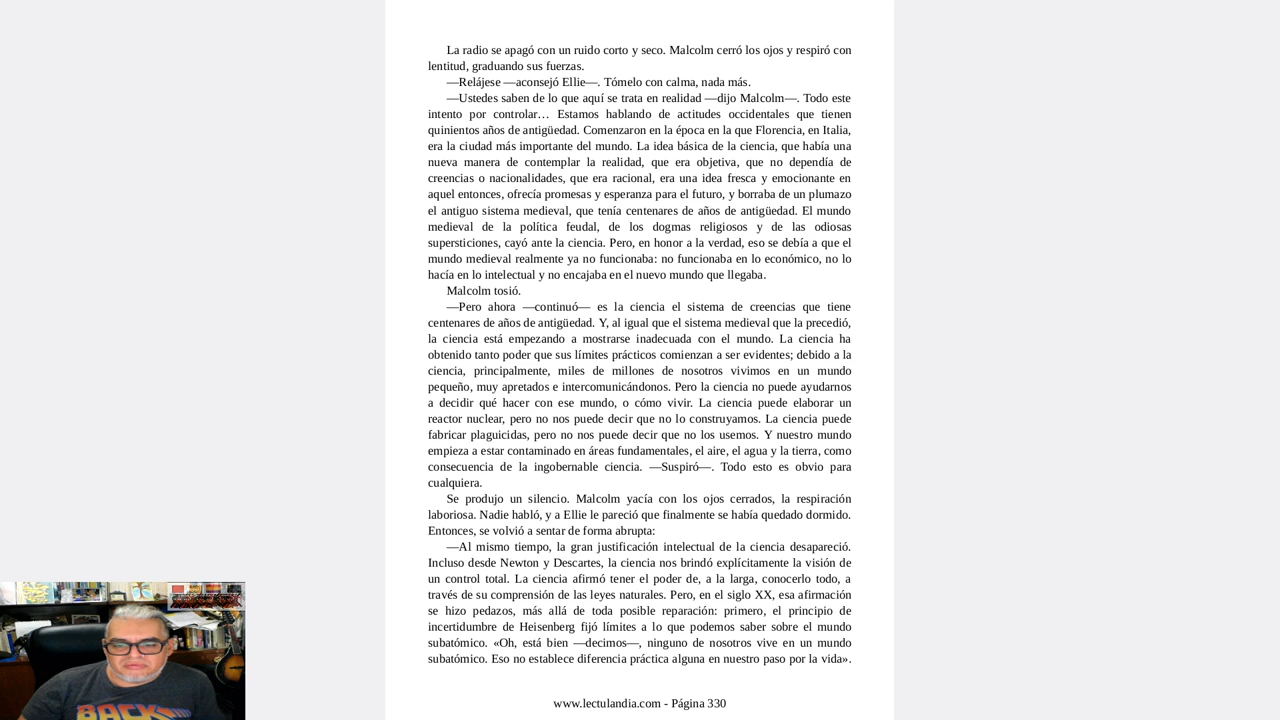 La radio se apagó con un ruido corto y seco. Malcolm cerró los ojos y respiró con
lentitud, graduando sus fuerzas.
—Relájese —aconsejó Ellie—. Tómelo con calma, nada más.
—Ustedes saben de lo que aquí se trata en realidad —dijo Malcolm—. Todo este
intento por controlar… Estamos hablando de actitudes occidentales que tienen
quinientos años de antigüedad. Comenzaron en la época en la que Florencia, en Italia,
era la ciudad más importante del mundo. La idea básica de la ciencia, que había una
nueva manera de contemplar la realidad, que era objetiva, que no dependía de
creencias o nacionalidades, que era racional, era una idea fresca y emocionante en
aquel entonces, ofrecía promesas y esperanza para el futuro, y borraba de un plumazo
el antiguo sistema medieval, que tenía centenares de años de antigüedad. El mundo
medieval de la política feudal, de los dogmas religiosos y de las odiosas
supersticiones, cayó ante la ciencia. Pero, en honor a la verdad, eso se debía a que el
mundo medieval realmente ya no funcionaba: no funcionaba en lo económico, no lo
hacía en lo intelectual y no encajaba en el nuevo mundo que llegaba.
Malcolm tosió.
—Pero ahora —continuó— es la ciencia el sistema de creencias que tiene
centenares de años de antigüedad. Y, al igual que el sistema medieval que la precedió,
la ciencia está empezando a mostrarse inadecuada con el mundo. La ciencia ha
obtenido tanto poder que sus límites prácticos comienzan a ser evidentes; debido a la
ciencia, principalmente, miles de millones de nosotros vivimos en un mundo
pequeño, muy apretados e intercomunicándonos. Pero la ciencia no puede ayudarnos
a decidir qué hacer con ese mundo, o cómo vivir. La ciencia puede elaborar un
reactor nuclear, pero no nos puede decir que no lo construyamos. La ciencia puede
fabricar plaguicidas, pero no nos puede decir que no los usemos. Y nuestro mundo
empieza a estar contaminado en áreas fundamentales, el aire, el agua y la tierra, como
consecuencia de la ingobernable ciencia. —Suspiró—. Todo esto es obvio para
cualquiera.
Se produjo un silencio. Malcolm yacía con los ojos cerrados, la respiración
laboriosa. Nadie habló, y a Ellie le pareció que finalmente se había quedado dormido.
Entonces, se volvió a sentar de forma abrupta:
—Al mismo tiempo, la gran justificación intelectual de la ciencia desapareció.
Incluso desde Newton y Descartes, la ciencia nos brindó explícitamente la visión de
un control total. La ciencia afirmó tener el poder de, a la larga, conocerlo todo, a
través de su comprensión de las leyes naturales. Pero, en el siglo XX, esa afirmación
se hizo pedazos, más allá de toda posible reparación: primero, el principio de
incertidumbre de Heisenberg fijó límites a lo que podemos saber sobre el mundo
subatómico. «Oh, está bien —decimos—, ninguno de nosotros vive en un mundo
subatómico. Eso no establece diferencia práctica alguna en nuestro paso por la vida».
www.lectulandia.com - Página 330
BACK